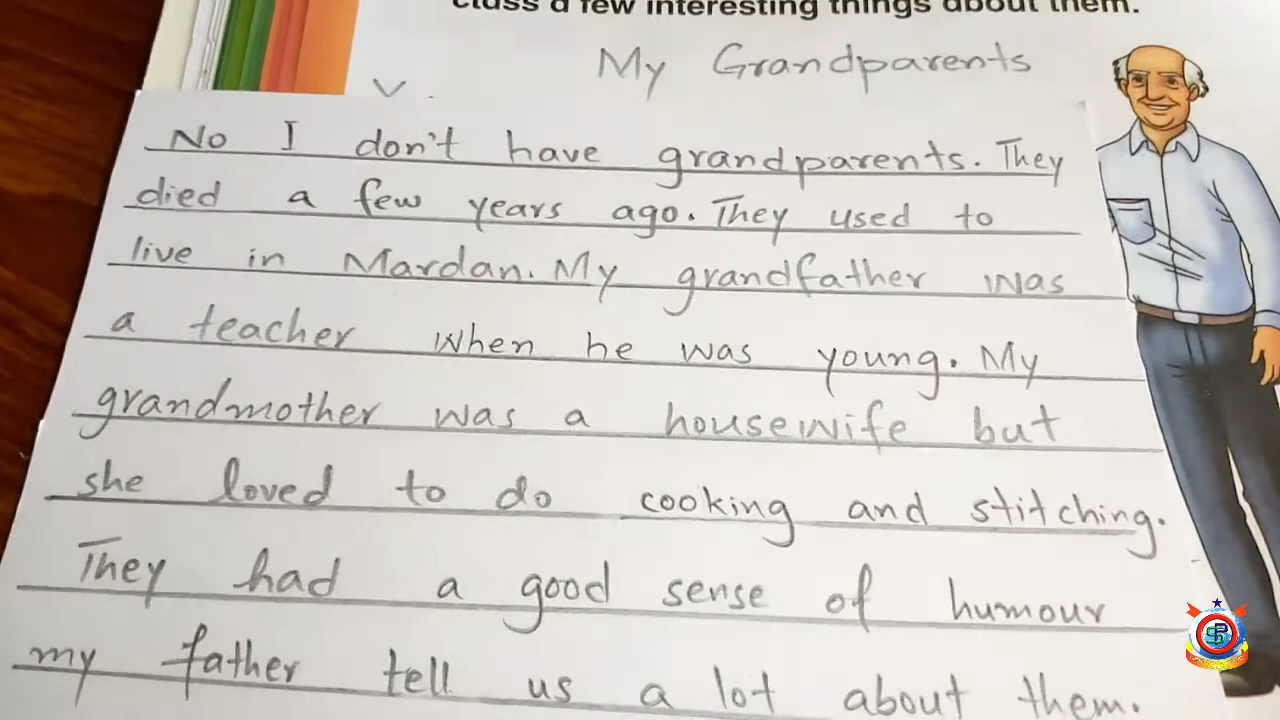 class a few interesting things about them.
My Grandparents
No I don't have grandparents. They
died a few years ago. They used to
live in Mardan. My grandfather was
a teacher when he was young. My
grandmother was a housewife but
she loved to do cooking and stitching.
They had a good sense of humour
my father tell us a lot about them.